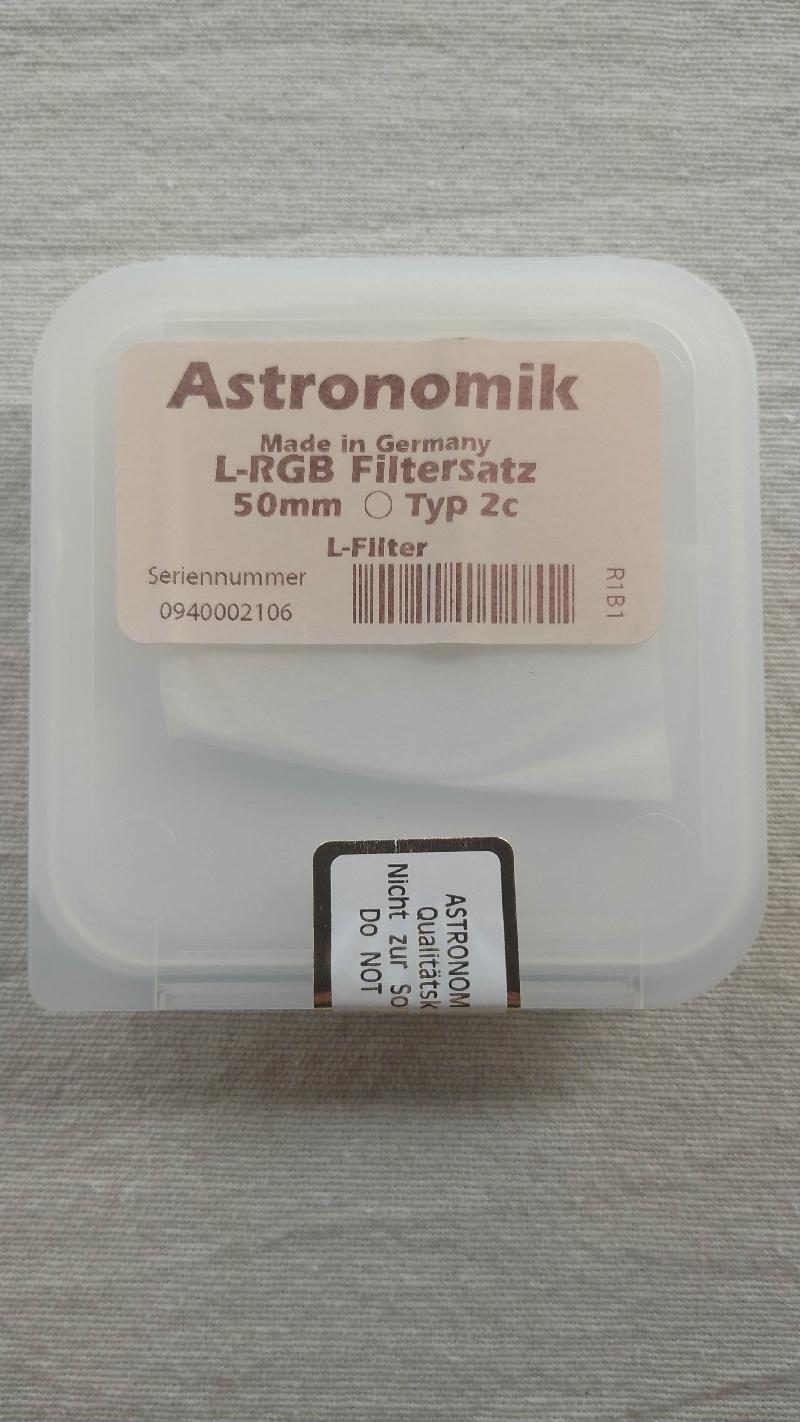 Astronomik
Made in Germany
L-RGB Filtersatz
50mm ○ Typ 2c
L-Filter
Seriennummer
0940002106
R1B1
ASTRONOM
Qualitätsk
Nicht zur So
Do NOT